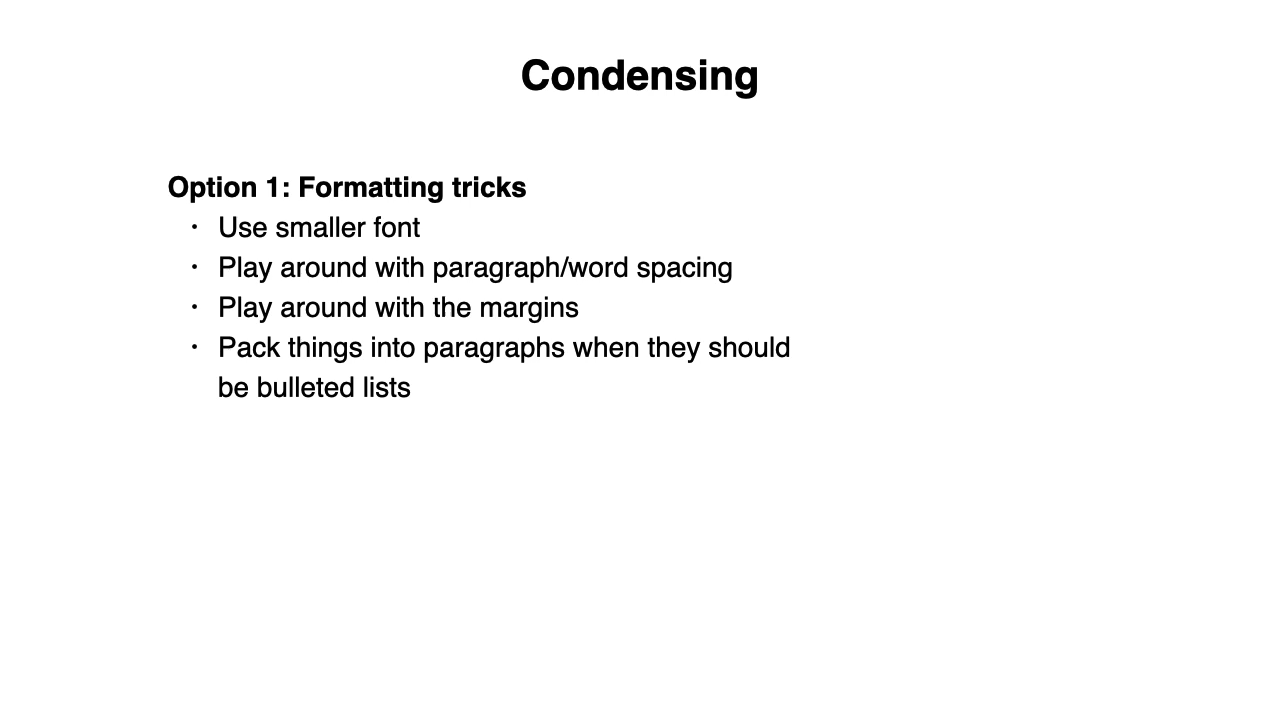 Condensing
Option 1: Formatting tricks
· Use smaller font
· Play around with paragraph/word spacing
· Play around with the margins
· Pack things into paragraphs when they should
be bulleted lists